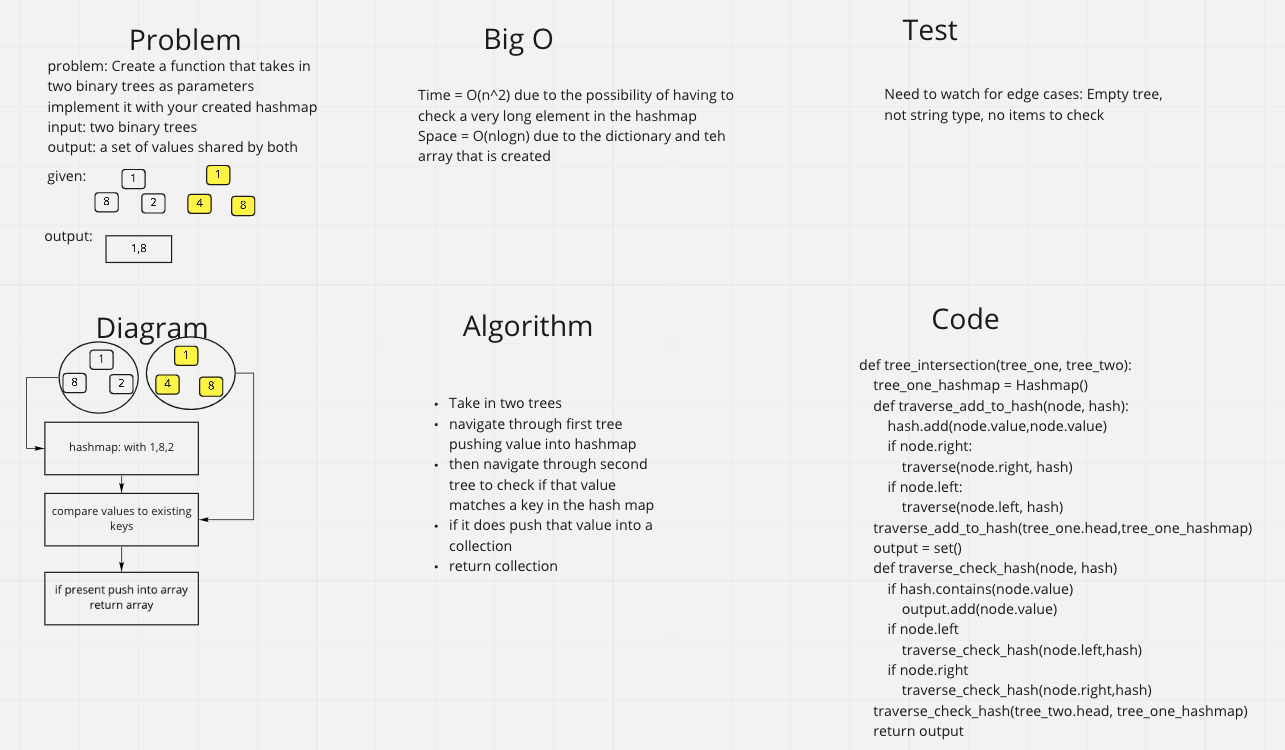 Problem
problem: Create a function that takes in
two binary trees as parameters
implement it with your created hashmap
input: two binary trees
output: a set of values shared by both
given:
1
8
2
1
4
8
output:
1,8
Big O
Time = O(n^2) due to the possibility of having to
check a very long element in the hashmap
Space = O(nlogn) due to the dictionary and teh
array that is created
Test
Need to watch for edge cases: Empty tree,
not string type, no items to check
Diagram
1
8
2
1
4
8
hashmap: with 1,8,2
compare values to existing
keys
if present push into array
return array
Algorithm
• Take in two trees
• navigate through first tree
pushing value into hashmap
• then navigate through second
tree to check if that value
matches a key in the hash map
• if it does push that value into a
collection
• return collection
Code
def tree_intersection(tree_one, tree_two):
tree_one_hashmap = Hashmap()
def traverse_add_to_hash(node, hash):
hash.add(node.value,node.value)
if node.right:
traverse(node.right, hash)
if node.left:
traverse(node.left, hash)
traverse_add_to_hash(tree_one.head,tree_one_hashmap)
output = set()
def traverse_check_hash(node, hash)
if hash.contains(node.value)
output.add(node.value)
if node.left
traverse_check_hash(node.left,hash)
if node.right
traverse_check_hash(node.right,hash)
traverse_check_hash(tree_two.head, tree_one_hashmap)
return output